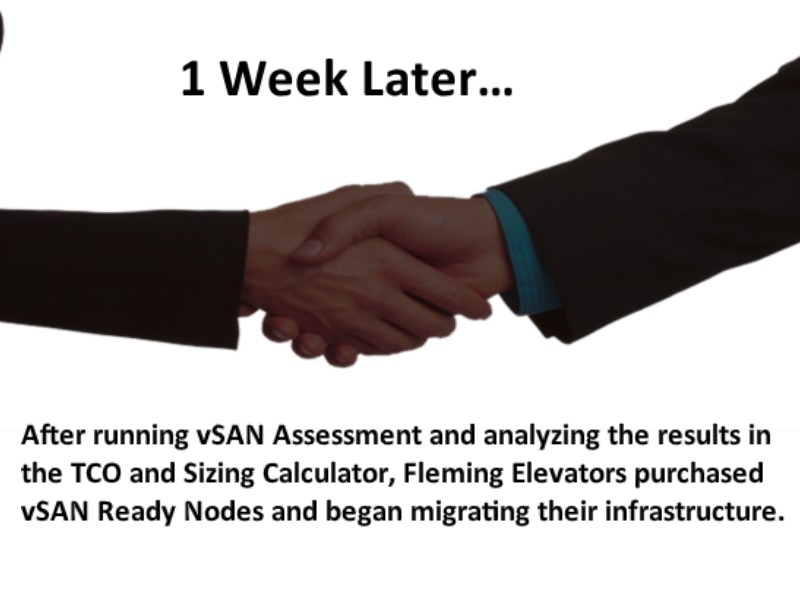 1 Week Later...
After running vSAN Assessment and analyzing the results in
the TCO and Sizing Calculator, Fleming Elevators purchased
vSAN Ready Nodes and began migrating their infrastructure.